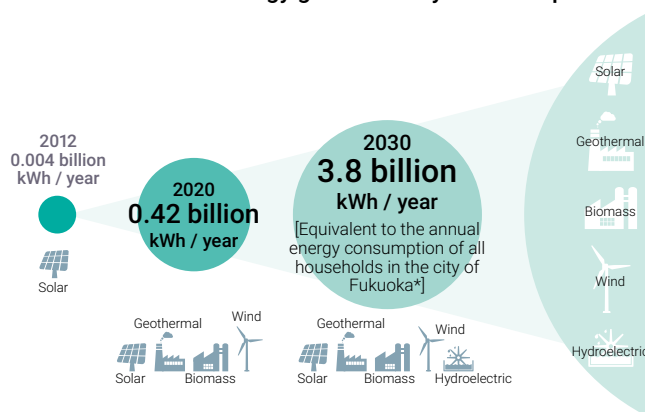 2012
0.004 billion
kWh / year
Solar
2020
0.42 billion
kWh / year
Geothermal
Wind
Solar
Biomass
2030
3.8 billion
kWh / year
[Equivalent to the annual
energy consumption of all
households in the city of
Fukuoka*]
Geothermal
Wind
Solar
Biomass
Hydroelectric
Solar
Geothermal
Biomass
Wind
Hydroelectric